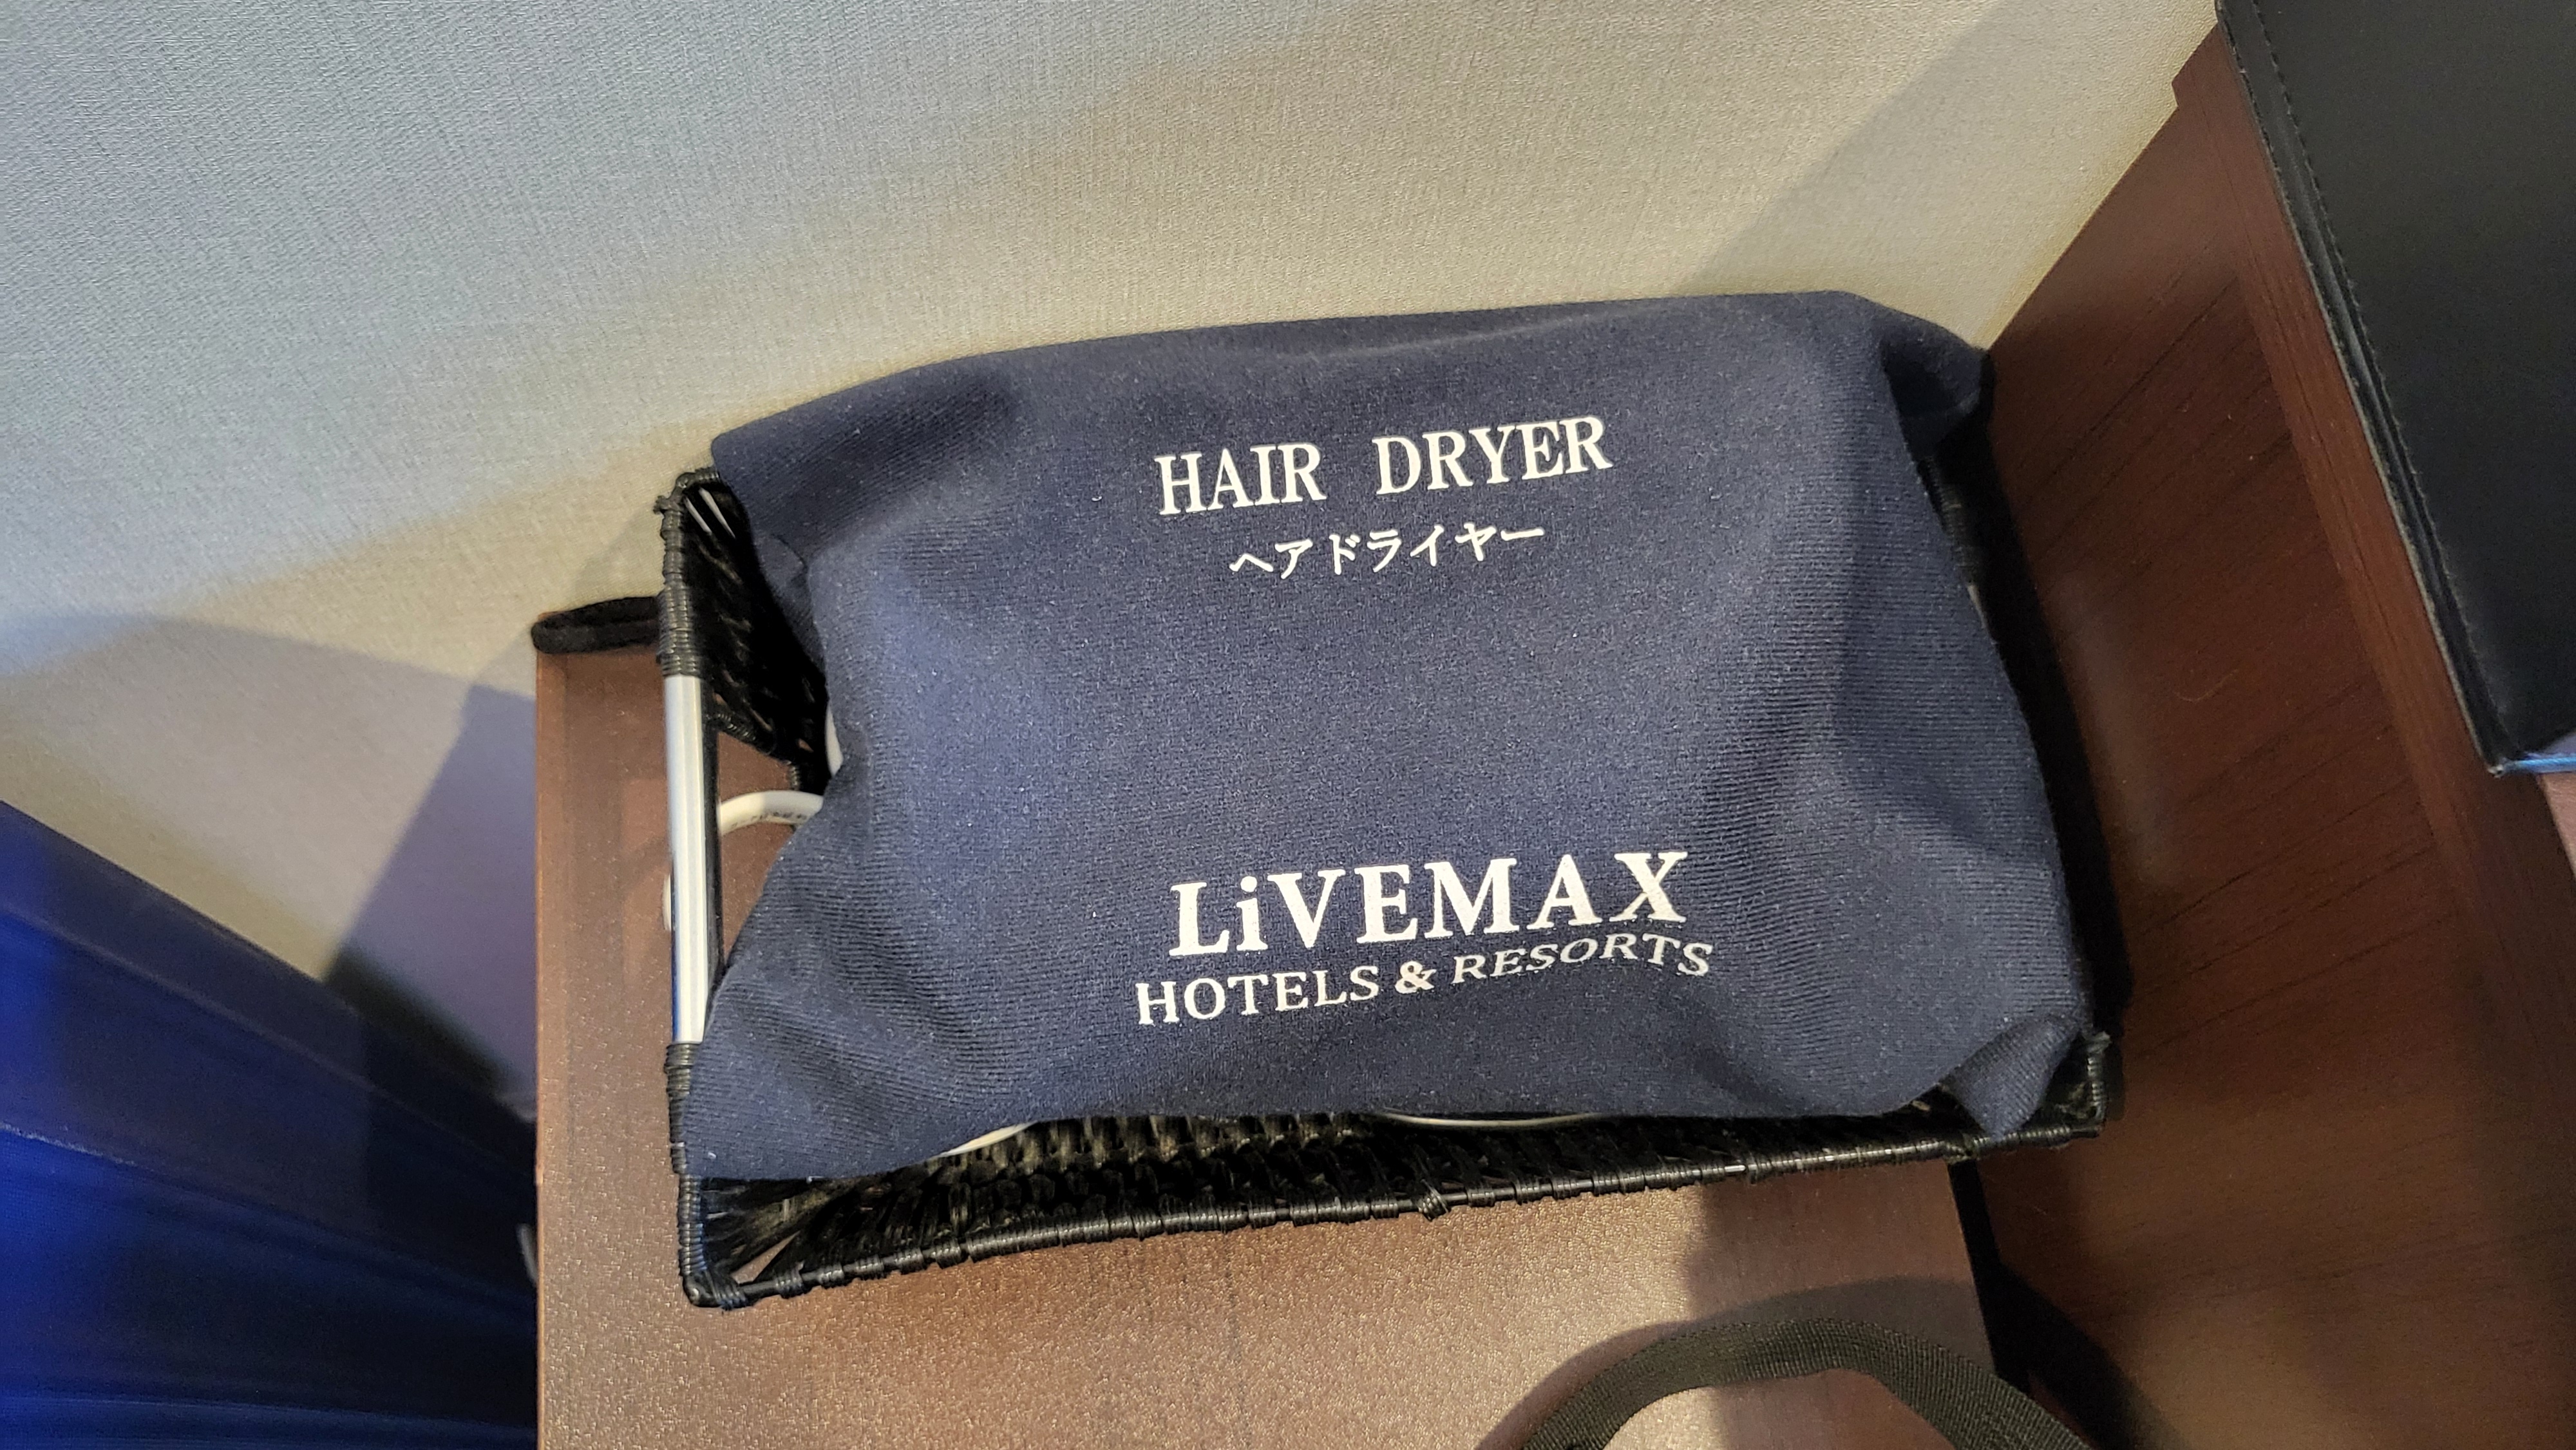 HAIR DRYER
ヘアドライヤー
LiVEMAX
HOTELS & RESORTS